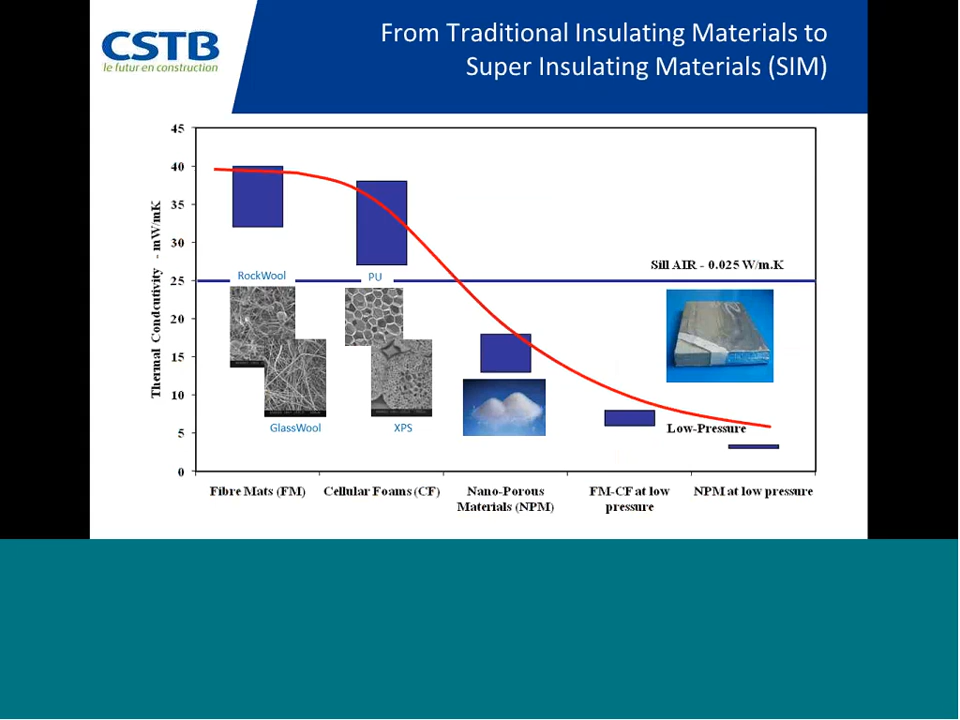 CSTB
le futur en construction
From Traditional Insulating Materials to
Super Insulating Materials (SIM)
Thermal Condcutivity - mW/mK
45
40
35
30
25
20
15
10
5
0
Sill AIR - 0.025 W/m.K
RockWool
PU
GlassWool
XPS
Low-Pressure
Fibre Mats (FM)
Cellular Foams (CF)
Nano-Porous
Materials (NPM)
FM-CF at low
pressure
NPM at low pressure